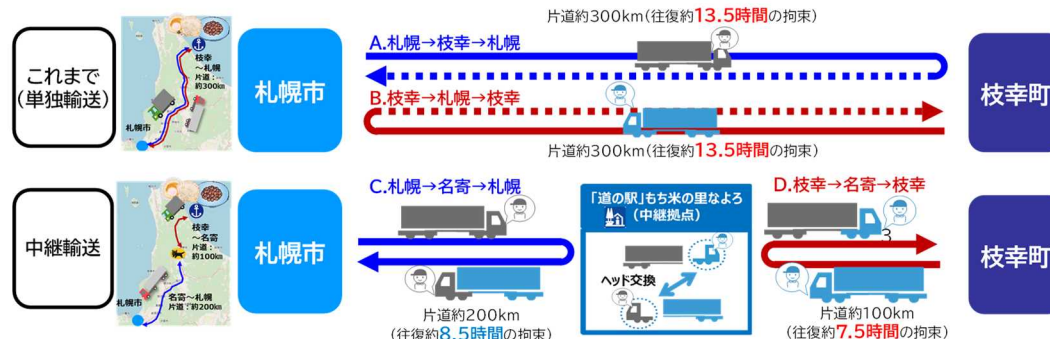 これまで
(単独輸送)
枝幸
～札幌
片道:
約300km
札幌市
札幌市
片道約300km(往復約13.5時間の拘束)
A.札幌→枝幸→札幌
B.枝幸→札幌→枝幸
片道約300km(往復約13.5時間の拘束)
枝幸町
中継輸送
枝幸
～名寄
片道:
約100km
札幌市
名寄～札幌
片道:約200km
札幌市
C.札幌→名寄→札幌
片道約200km
(往復約8.5時間の拘束)
「道の駅」もち米の里なよろ
(中継拠点)
ヘッド交換
D.枝幸→名寄→枝幸
3
片道約100km
(往復約7.5時間の拘束)
枝幸町